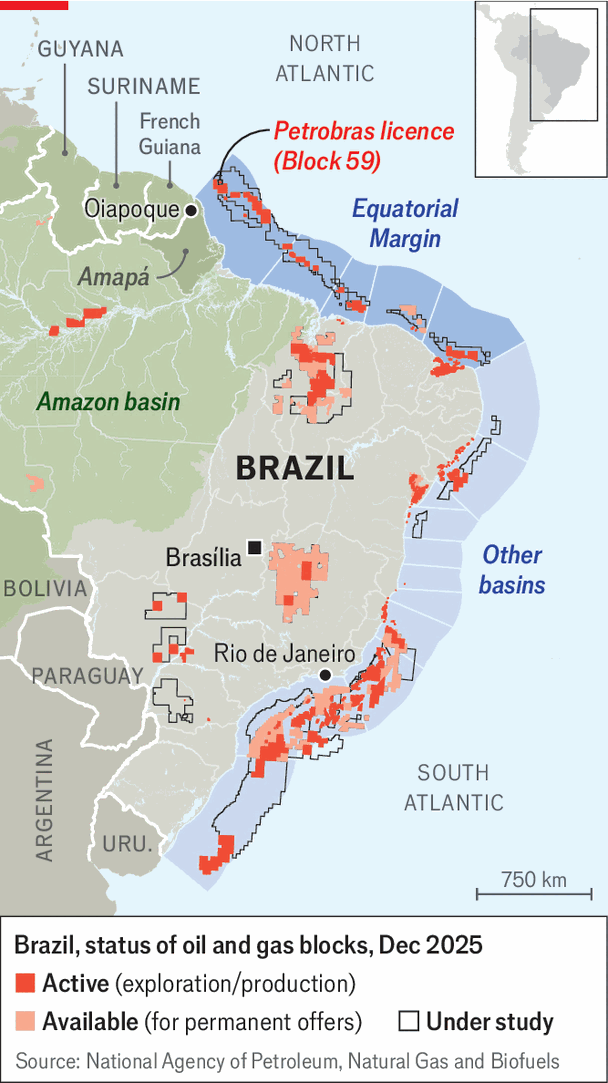 GUYANA
NORTH
ATLANTIC
SURINAME
French
Guiana
Petrobras licence
(Block 59)
Oiapoque
Equatorial
Margin
Amapá
Amazon basin
BRAZIL
Brasília
Other
basins
BOLIVIA
Rio de Janeiro
PARAGUAY
ARGENTINA
SOUTH
ATLANTIC
URU.
750 km
Brazil, status of oil and gas blocks, Dec 2025
Active (exploration/production)
Available (for permanent offers)
Under study
Source: National Agency of Petroleum, Natural Gas and Biofuels